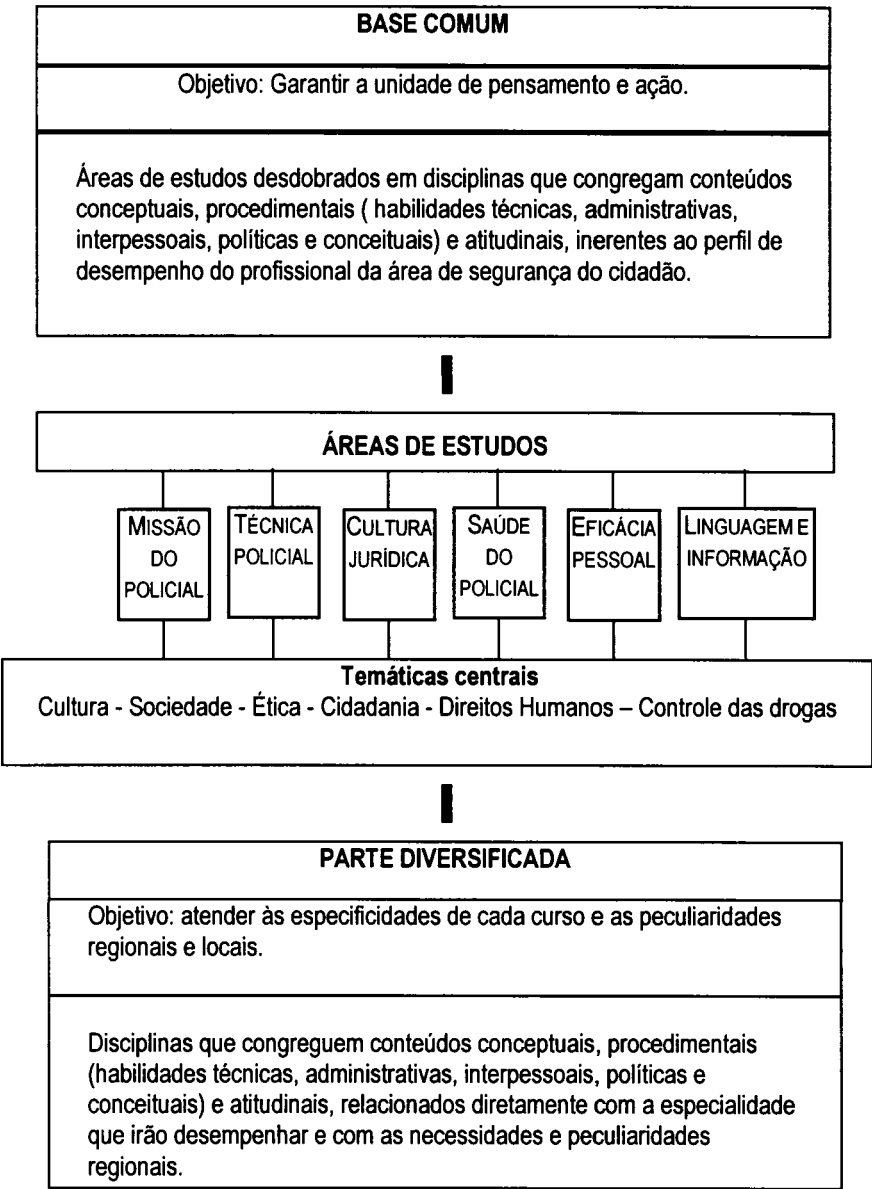 BASE COMUM
Objetivo: Garantir a unidade de pensamento e ação.
Áreas de estudos desdobrados em disciplinas que congregam conteúdos
conceptuais, procedimentais ( habilidades técnicas, administrativas,
interpessoais, políticas e conceituais) e atitudinais, inerentes ao perfil de
desempenho do profissional da área de segurança do cidadão.
ÁREAS DE ESTUDOS
MISSÃO
DO
POLICIAL
TÉCNICA
POLICIAL
CULTURA
JURÍDICA
SAÚDE
DO
POLICIAL
EFICÁCIA
PESSOAL
LINGUAGEM E
INFORMAÇÃO
Temáticas centrais
Cultura - Sociedade - Ética - Cidadania - Direitos Humanos – Controle das drogas
PARTE DIVERSIFICADA
Objetivo: atender às especificidades de cada curso e as peculiaridades
regionais e locais.
Disciplinas que congreguem conteúdos conceptuais, procedimentais
(habilidades técnicas, administrativas, interpessoais, políticas e
conceituais) e atitudinais, relacionados diretamente com a especialidade
que irão desempenhar e com as necessidades e peculiaridades
regionais.